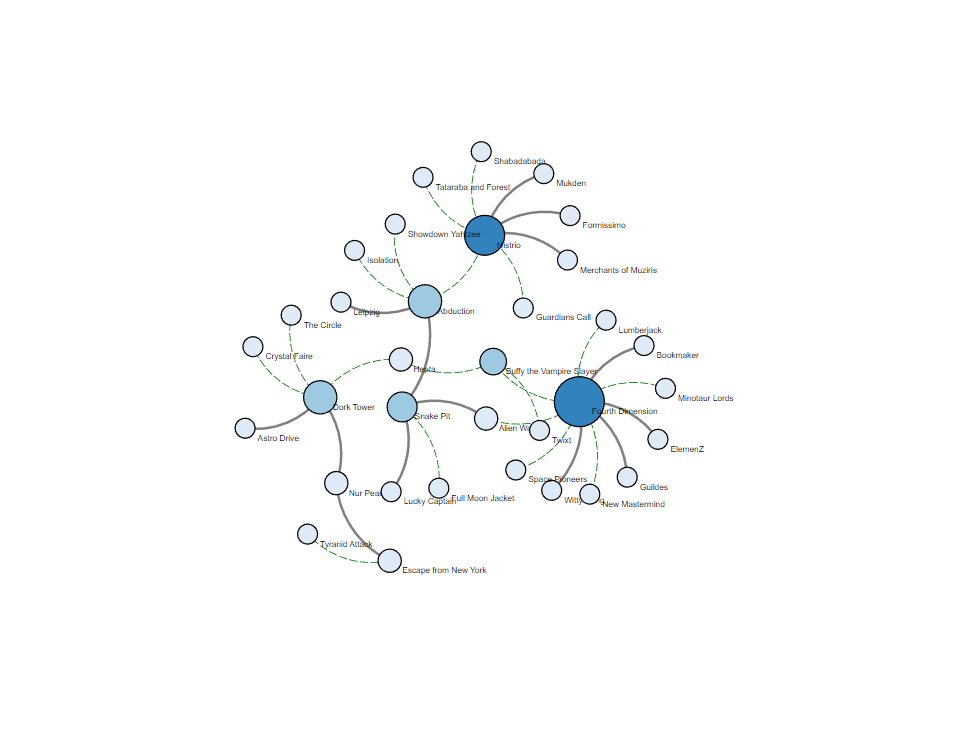 Shabadabada
Mukden
Tataraba and Forest
Formissimo
Showdown Yahtzee
Histrio
Isolation
Merchants of Muziris
Leipzig
Abduction
Guardians Call
The Circle
Lumberjack
Crystal Faire
Bookmaker
Hepta
Buffy the Vampire Slayer
Minotaur Lords
Dork Tower
Fourth Dimension
Snake Pit
Alien
Twixt
Astro Drive
ElemenZ
Space Pioneers
Guildes
Nur Peanuts
Lucky Captain
Full Moon Jacket
Witty
New Mastermind
Tyranid Attack
Escape from New York